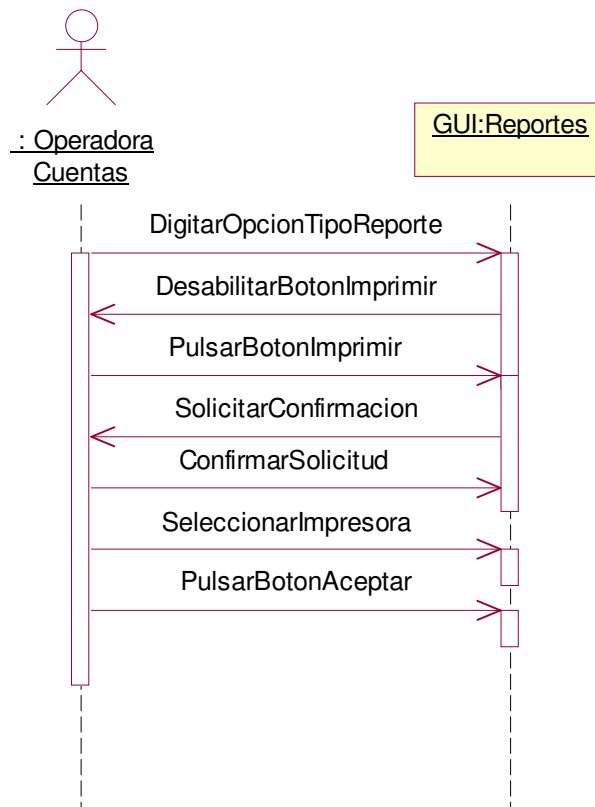 : Operadora
Cuentas
GUI:Reportes
DigitarOpcionTipoReporte
DesabilitarBotonImprimir
PulsarBotonImprimir
SolicitarConfirmacion
ConfirmarSolicitud
SeleccionarImpresora
PulsarBotonAceptar